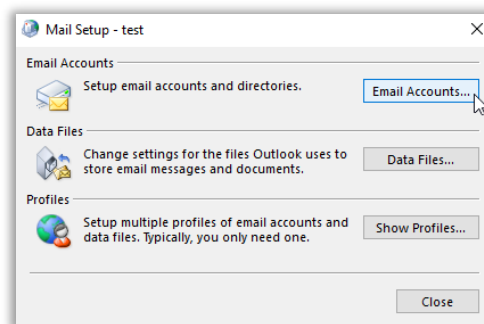 Mail Setup - test
Email Accounts
Setup email accounts and directories.
Email Accounts...
Data Files
Change settings for the files Outlook uses to
store email messages and documents.
Data Files...
Profiles
Setup multiple profiles of email accounts and
data files. Typically, you only need one.
Show Profiles...
Close